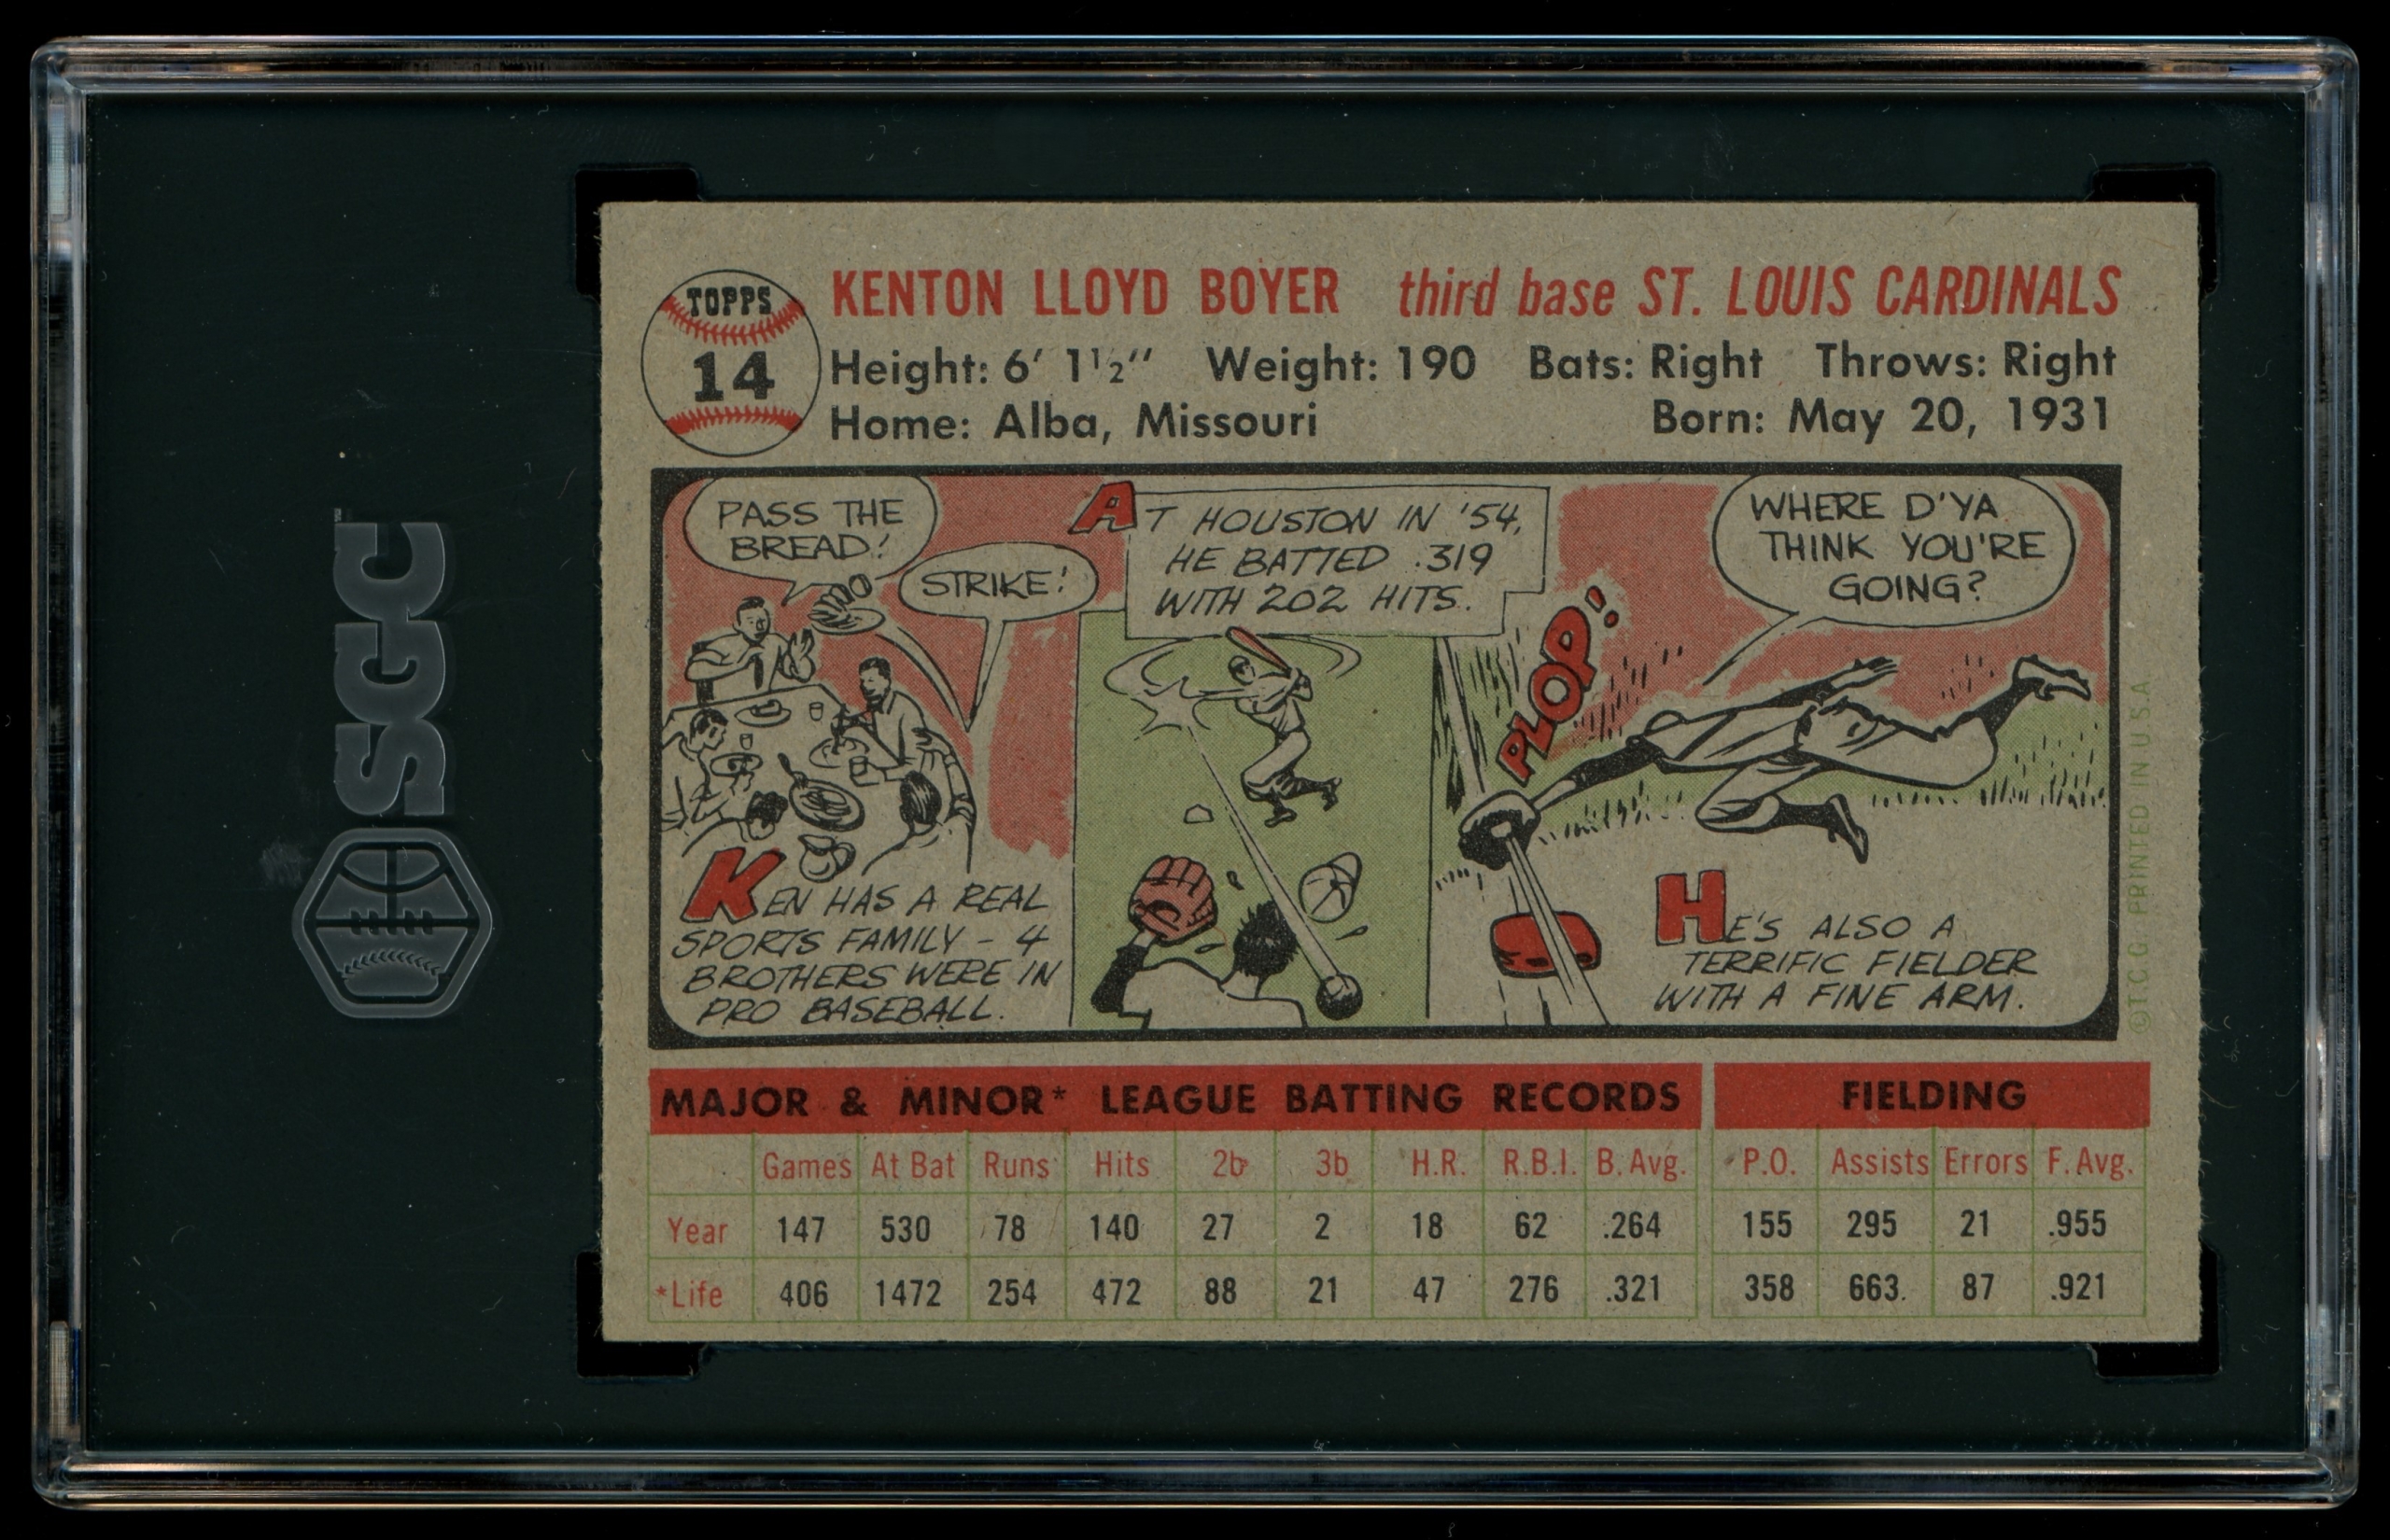 SGC
TOPPS
14
KENTON LLOYD BOYER third base ST. LOUIS CARDINALS
Height: 6' 1½" Weight: 190 Bats: Right Throws: Right
Home: Alba, Missouri Born: May 20, 1931
PASS THE
BREAD!
STRIKE!
KEN HAS A REAL
SPORTS FAMILY - 4
BROTHERS WERE IN
PRO BASEBALL.
AT HOUSTON IN '54,
HE BATTED .319
WITH 202 HITS.
WHERE D'YA
THINK YOU'RE
GOING?
PLOP!
HE'S ALSO A
TERRIFIC FIELDER
WITH A FINE ARM.
©T.C.G. PRINTED IN U.S.A.
MAJOR & MINOR* LEAGUE BATTING RECORDS FIELDING
Games At Bat Runs Hits 2b 3b H.R. R.B.I. B. Avg. P.O. Assists Errors F. Avg.
Year 147 530 78 140 27 2 18 62 .264 155 295 21 .955
*Life 406 1472 254 472 88 21 47 276 .321 358 663. 87 .921